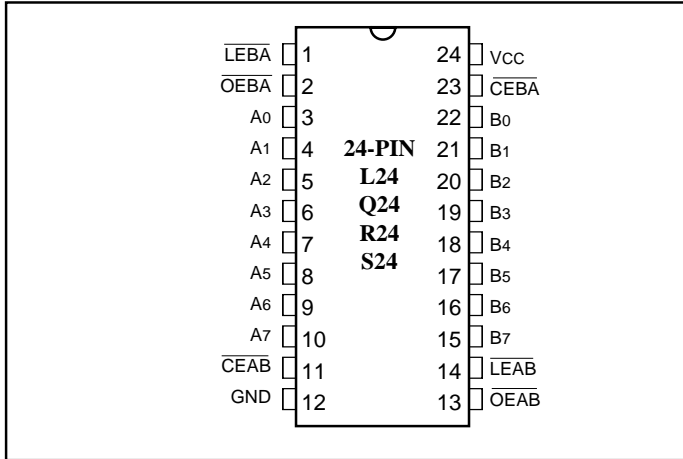 LEBA 1 24 VCC
OEBA 2 23 CEBA
A0 3 22 B0
A1 4 24-PIN 21 B1
A2 5 L24 20 B2
A3 6 Q24 19 B3
A4 7 R24 18 B4
A5 8 S24 17 B5
A6 9 16 B6
A7 10 15 B7
CEAB 11 14 LEAB
GND 12 13 OEAB